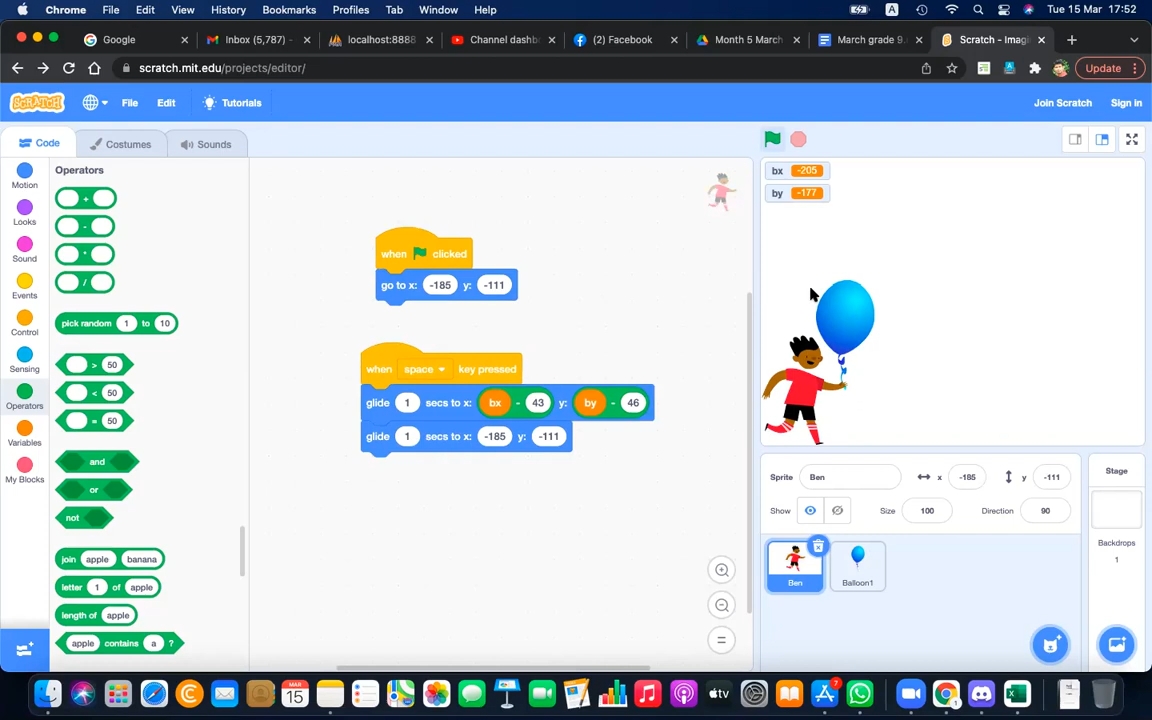 Chrome File Edit View History Bookmarks Profiles Tab Window Help A Tue 15 Mar 17:52
Google Inbox (5,787) - localhost:8888 Channel dashb (2) Facebook Month 5 March March grade 9. Scratch - Imagi
scratch.mit.edu/projects/editor/ Update
SCRATCH File Edit Tutorials Join Scratch Sign in
Code Costumes Sounds
Motion
Looks
Sound
Events
Control
Sensing
Operators
Variables
My Blocks
Operators
+
-
*
/
pick random 1 to 10
> 50
< 50
= 50
and
or
not
join apple banana
letter 1 of apple
length of apple
apple contains a ?
when clicked
go to x: -185 y: -111
when space key pressed
glide 1 secs to x: bx - 43 y: by - 46
glide 1 secs to x: -185 y: -111
bx -205
by -177
Sprite Ben x -185 y -111
Show Size 100 Direction 90
Ben
Balloon1
Stage
Backdrops
1
MAR
15
tv
7